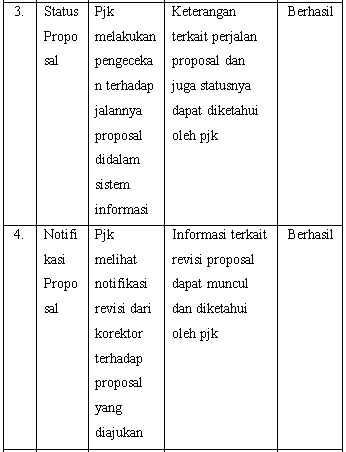 3.
Status
Propo
sal
Pjk
melakukan
pengeceka
n terhadap
jalannya
proposal
didalam
sistem
informasi
Keterangan
terkait perjalan
proposal dan
juga statusnya
dapat diketahui
oleh pjk
Berhasil
4.
Notifi
kasi
Propo
sal
Pjk
melihat
notifikasi
revisi dari
korektor
terhadap
proposal
yang
diajukan
Informasi terkait
revisi proposal
dapat muncul
dan diketahui
oleh pjk
Berhasil